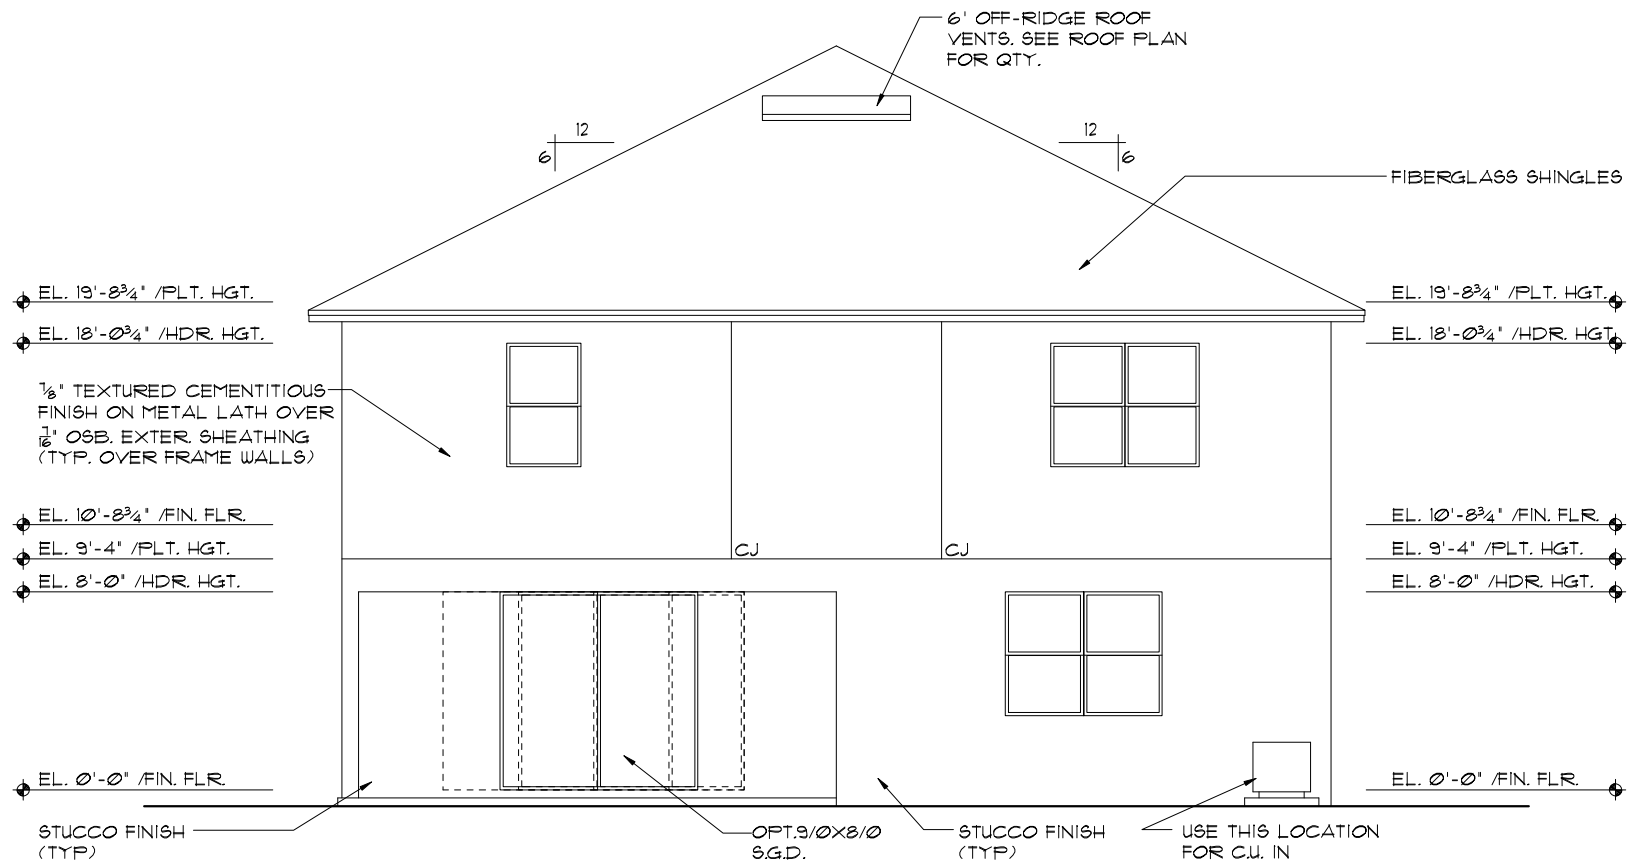 6' OFF-RIDGE ROOF
VENTS. SEE ROOF PLAN
FOR QTY.
12
6
12
6
FIBERGLASS SHINGLES
EL. 19'-8¾" /PLT. HGT.
EL. 19'-8¾" /PLT. HGT.
EL. 18'-0¾" /HDR. HGT.
EL. 18'-0¾" /HDR. HGT
⅞" TEXTURED CEMENTITIOUS
FINISH ON METAL LATH OVER
7/16" OSB. EXTER. SHEATHING
(TYP. OVER FRAME WALLS)
EL. 10'-8¾" /FIN. FLR.
EL. 10'-8¾" /FIN. FLR.
EL. 9'-4" /PLT. HGT.
CJ
CJ
EL. 9'-4" /PLT. HGT.
EL. 8'-0" /HDR. HGT.
EL. 8'-0" /HDR. HGT.
EL. 0'-0" /FIN. FLR.
EL. 0'-0" /FIN. FLR.
STUCCO FINISH
(TYP)
OPT.9/0X8/0
S.G.D.
STUCCO FINISH
(TYP)
USE THIS LOCATION
FOR C.U. IN